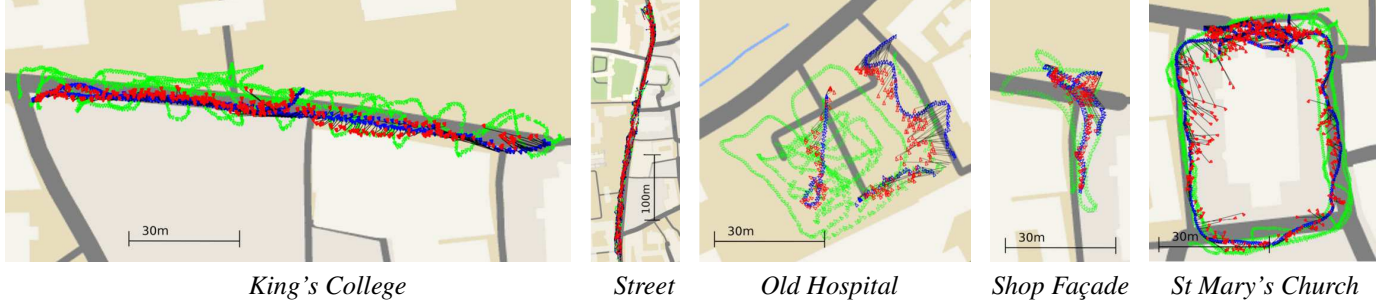 30m
100m
30m
30m
30m
King's College
Street
Old Hospital
Shop Façade
St Mary's Church